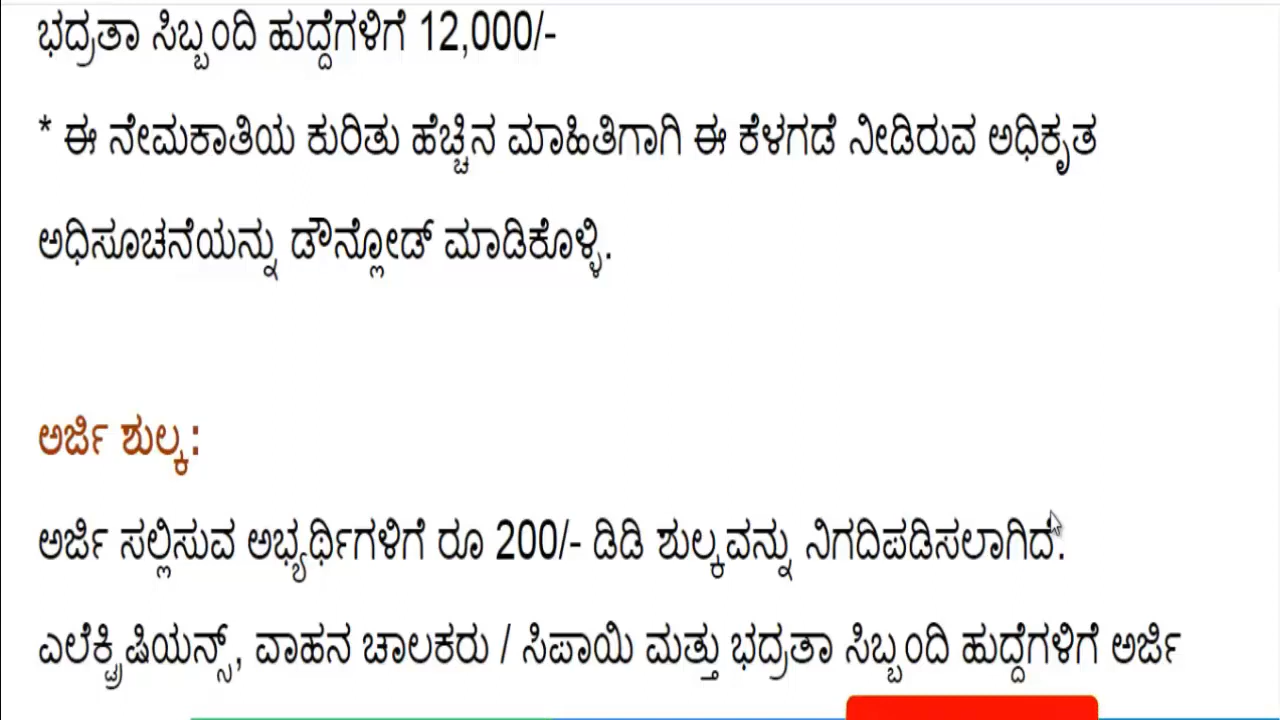 ಭದ್ರತಾ ಸಿಬ್ಬಂದಿ ಹುದ್ದೆಗಳಿಗೆ 12,000/-
* ಈ ನೇಮಕಾತಿಯ ಕುರಿತು ಹೆಚ್ಚಿನ ಮಾಹಿತಿಗಾಗಿ ಈ ಕೆಳಗಡೆ ನೀಡಿರುವ ಅಧಿಕೃತ
ಅಧಿಸೂಚನೆಯನ್ನು ಡೌನ್ಲೋಡ್ ಮಾಡಿಕೊಳ್ಳಿ.
ಅರ್ಜಿ ಶುಲ್ಕ:
ಅರ್ಜಿ ಸಲ್ಲಿಸುವ ಅಭ್ಯರ್ಥಿಗಳಿಗೆ ರೂ 200/- ಡಿಡಿ ಶುಲ್ಕವನ್ನು ನಿಗದಿಪಡಿಸಲಾಗಿದೆ.
ಎಲೆಕ್ಟ್ರಿಷಿಯನ್ಸ್, ವಾಹನ ಚಾಲಕರು / ಸಿಪಾಯಿ ಮತ್ತು ಭದ್ರತಾ ಸಿಬ್ಬಂದಿ ಹುದ್ದೆಗಳಿಗೆ ಅರ್ಜಿ